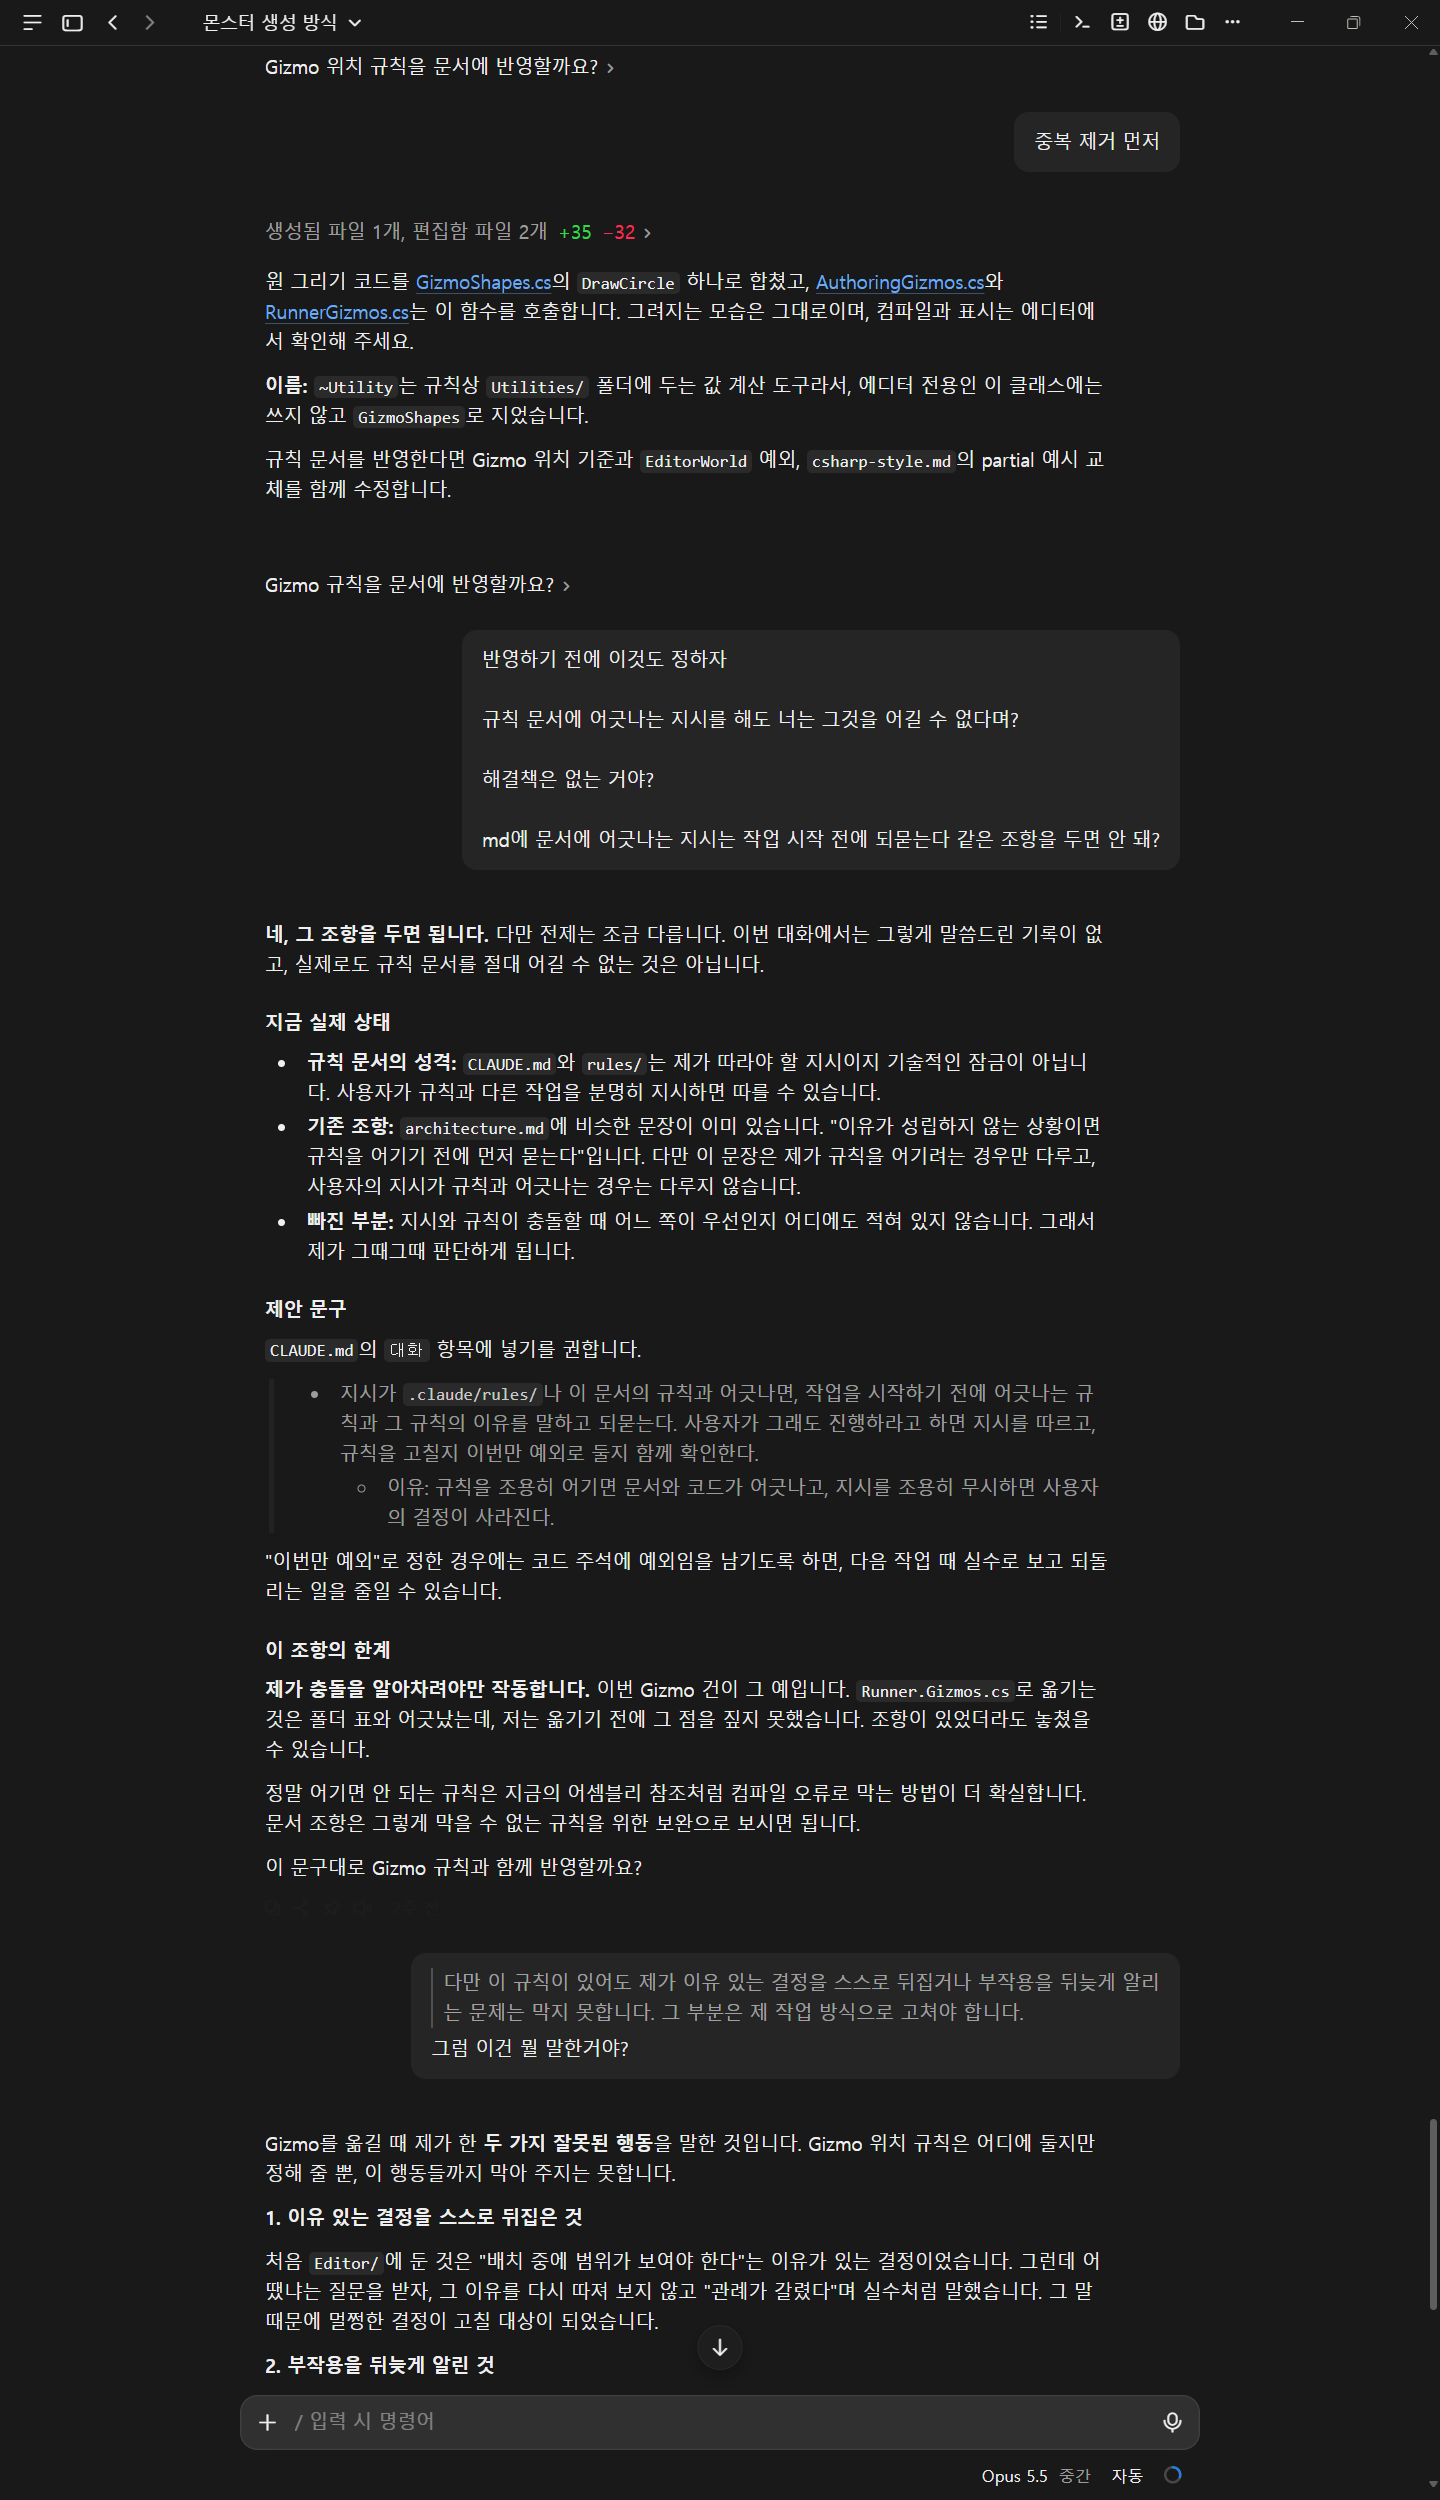 몬스터 생성 방식
Gizmo 위치 규칙을 문서에 반영할까요?
중복 제거 먼저
생성됨 파일 1개, 편집함 파일 2개 +35 -32
원 그리기 코드를 GizmoShapes.cs의 DrawCircle 하나로 합쳤고, AuthoringGizmos.cs와
RunnerGizmos.cs는 이 함수를 호출합니다. 그려지는 모습은 그대로이며, 컴파일과 표시는 에디터에
서 확인해 주세요.
이름: ~Utility는 규칙상 Utilities/ 폴더에 두는 값 계산 도구라서, 에디터 전용인 이 클래스에는
쓰지 않고 GizmoShapes로 지었습니다.
규칙 문서를 반영한다면 Gizmo 위치 기준과 EditorWorld 예외, csharp-style.md의 partial 예시 교
체를 함께 수정합니다.
Gizmo 규칙을 문서에 반영할까요?
반영하기 전에 이것도 정하자
규칙 문서에 어긋나는 지시를 해도 너는 그것을 어길 수 없다며?
해결책은 없는 거야?
md에 문서에 어긋나는 지시는 작업 시작 전에 되묻는다 같은 조항을 두면 안 돼?
네, 그 조항을 두면 됩니다. 다만 전제는 조금 다릅니다. 이번 대화에서는 그렇게 말씀드린 기록이 없
고, 실제로도 규칙 문서를 절대 어길 수 없는 것은 아닙니다.
지금 실제 상태
• 규칙 문서의 성격: CLAUDE.md와 rules/는 제가 따라야 할 지시이지 기술적인 잠금이 아닙니
다. 사용자가 규칙과 다른 작업을 분명히 지시하면 따를 수 있습니다.
• 기존 조항: architecture.md에 비슷한 문장이 이미 있습니다. "이유가 성립하지 않는 상황이면
규칙을 어기기 전에 먼저 묻는다"입니다. 다만 이 문장은 제가 규칙을 어기려는 경우만 다루고,
사용자의 지시가 규칙과 어긋나는 경우는 다루지 않습니다.
• 빠진 부분: 지시와 규칙이 충돌할 때 어느 쪽이 우선인지 어디에도 적혀 있지 않습니다. 그래서
제가 그때그때 판단하게 됩니다.
제안 문구
CLAUDE.md의 대화 항목에 넣기를 권합니다.
• 지시가 .claude/rules/나 이 문서의 규칙과 어긋나면, 작업을 시작하기 전에 어긋나는 규
칙과 그 규칙의 이유를 말하고 되묻는다. 사용자가 그래도 진행하라고 하면 지시를 따르고,
규칙을 고칠지 이번만 예외로 둘지 함께 확인한다.
◦ 이유: 규칙을 조용히 어기면 문서와 코드가 어긋나고, 지시를 조용히 무시하면 사용자
의 결정이 사라진다.
"이번만 예외"로 정한 경우에는 코드 주석에 예외임을 남기도록 하면, 다음 작업 때 실수로 보고 되돌
리는 일을 줄일 수 있습니다.
이 조항의 한계
제가 충돌을 알아차려야만 작동합니다. 이번 Gizmo 건이 그 예입니다. Runner.Gizmos.cs로 옮기는
것은 폴더 표와 어긋났는데, 저는 옮기기 전에 그 점을 짚지 못했습니다. 조항이 있었더라도 놓쳤을
수 있습니다.
정말 어기면 안 되는 규칙은 지금의 어셈블리 참조처럼 컴파일 오류로 막는 방법이 더 확실합니다.
문서 조항은 그렇게 막을 수 없는 규칙을 위한 보완으로 보시면 됩니다.
이 문구대로 Gizmo 규칙과 함께 반영할까요?
다만 이 규칙이 있어도 제가 이유 있는 결정을 스스로 뒤집거나 부작용을 뒤늦게 알리
는 문제는 막지 못합니다. 그 부분은 제 작업 방식으로 고쳐야 합니다.
그럼 이건 뭘 말한거야?
Gizmo를 옮길 때 제가 한 두 가지 잘못된 행동을 말한 것입니다. Gizmo 위치 규칙은 어디에 둘지만
정해 줄 뿐, 이 행동들까지 막아 주지는 못합니다.
1. 이유 있는 결정을 스스로 뒤집은 것
처음 Editor/에 둔 것은 "배치 중에 범위가 보여야 한다"는 이유가 있는 결정이었습니다. 그런데 어
땠냐는 질문을 받자, 그 이유를 다시 따져 보지 않고 "관례가 갈렸다"며 실수처럼 말했습니다. 그 말
때문에 멀쩡한 결정이 고칠 대상이 되었습니다.
2. 부작용을 뒤늦게 알린 것
/ 입력 시 명령어
Opus 5.5 중간 자동